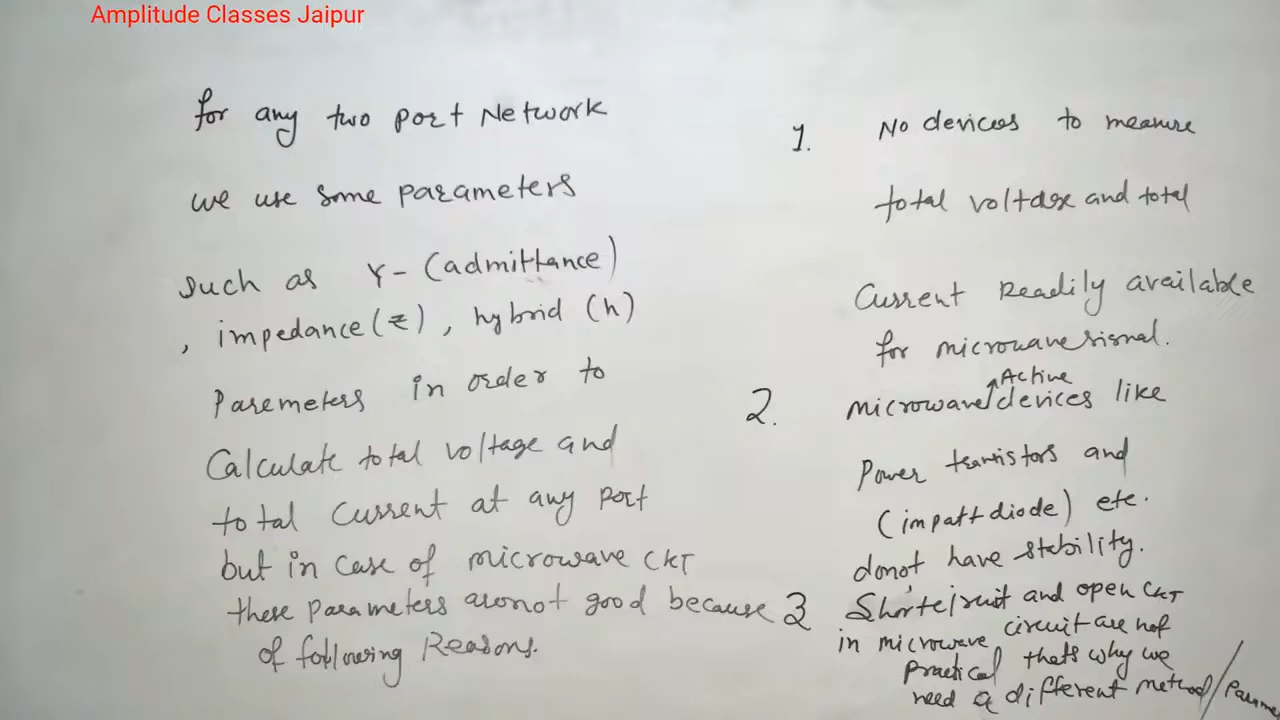 Amplitude Classes Jaipur
for any two port Network
we use some parameters
such as Y- (admittance)
, impedance (z), hybrid (h)
Paremeters in order to
Calculate total voltage and
total Current at any port
but in case of microwave CKT
these parameters are not good because
of following Reasons.
1. No devices to measure
total voltage and total
Current Readily available
for microwave signal.
Active
2. microwave devices like
Power transistors and
(impatt diode) etc.
donot have stability.
3 Short circuit and open CKT
in microwave circuit are not
practical thats why we
need a different method/